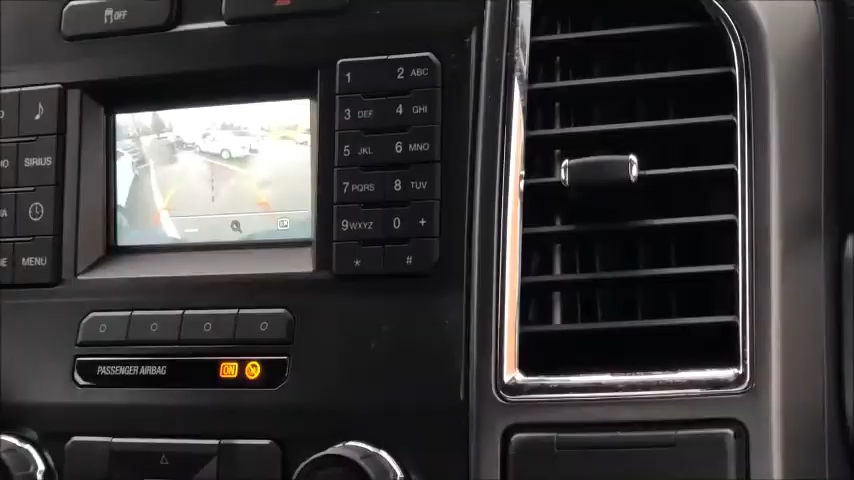 OFF
1 2 ABC
3 DEF 4 GHI
SIRIUS
5 JKL 6 MNO
7 PQRS 8 TUV
9 WXYZ 0 +
MENU
* #
PASSENGER AIRBAG ON